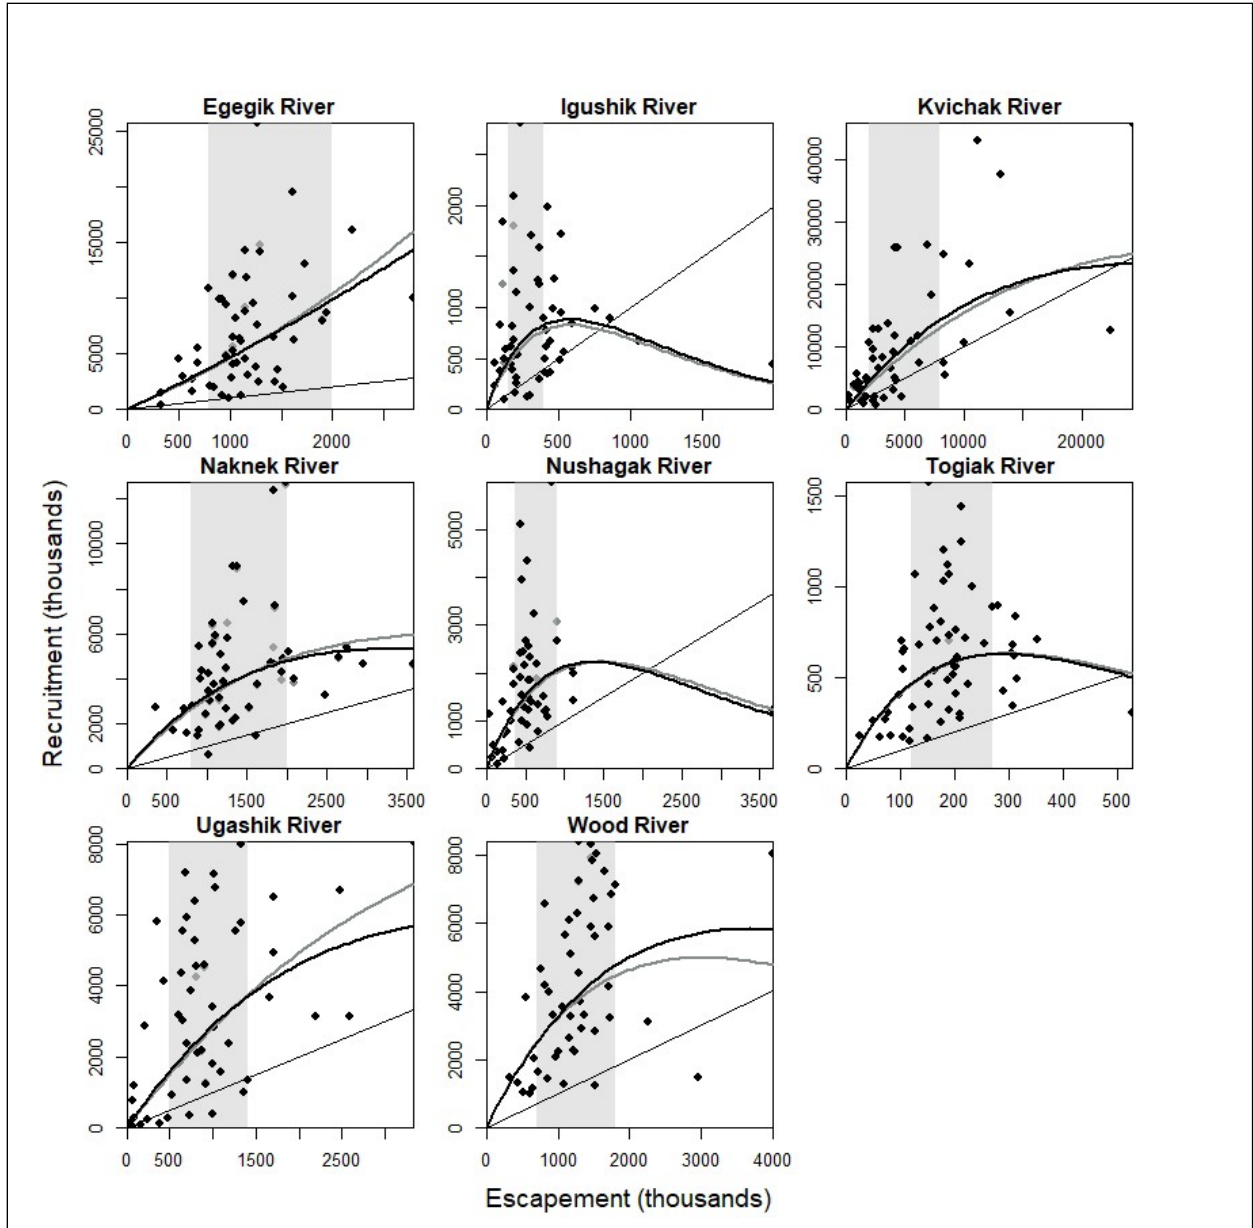 Egegik River
Igushik River
Kvichak River
0 5000 15000 25000
0 500 1000 2000
0 500 1000 2000
0 500 1000 1500
0 10000 20000 30000 40000
0 5000 10000 20000
Naknek River
Nushagak River
Togiak River
Recruitment (thousands)
0 2000 6000 10000
0 500 1500 2500 3500
0 1000 3000 5000
0 500 1500 2500 3500
0 500 1000 1500
0 100 200 300 400 500
Ugashik River
Wood River
0 2000 4000 6000 8000
0 500 1500 2500
0 2000 4000 6000 8000
0 1000 2000 3000 4000
Escapement (thousands)